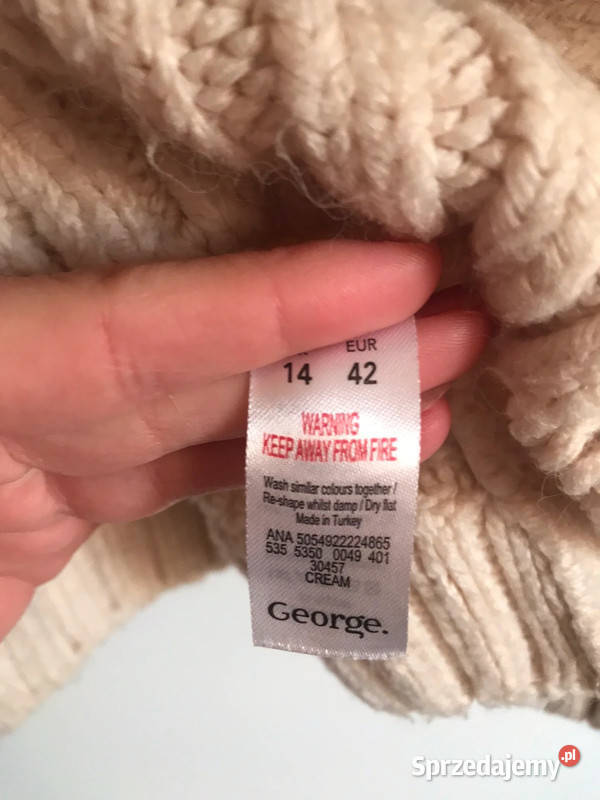 EUR
14 42
WARNING
KEEP AWAY FROM FIRE
Wash similar colours together /
Re-shape whilst damp / Dry flat
Made in Turkey
ANA 5054922224865
535 5350 0049 401
30457
CREAM
George.
Sprzedajemy.pl